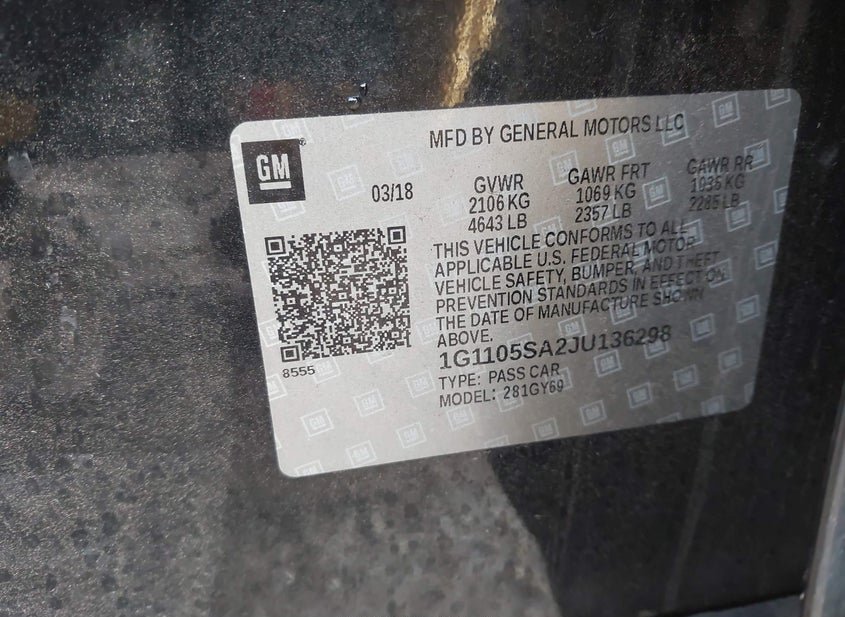 MFD BY GENERAL MOTORS LLC
GM
03/18
GVWR
2106 KG
4643 LB
GAWR FRT
1069 KG
2357 LB
GAWR RR
1036 KG
2285 LB
THIS VEHICLE CONFORMS TO ALL
APPLICABLE U.S. FEDERAL MOTOR
VEHICLE SAFETY, BUMPER, AND THEFT
PREVENTION STANDARDS IN EFFECT ON
THE DATE OF MANUFACTURE SHOWN
ABOVE.
8555
1G1105SA2JU136298
TYPE: PASS CAR
MODEL: 281GY69